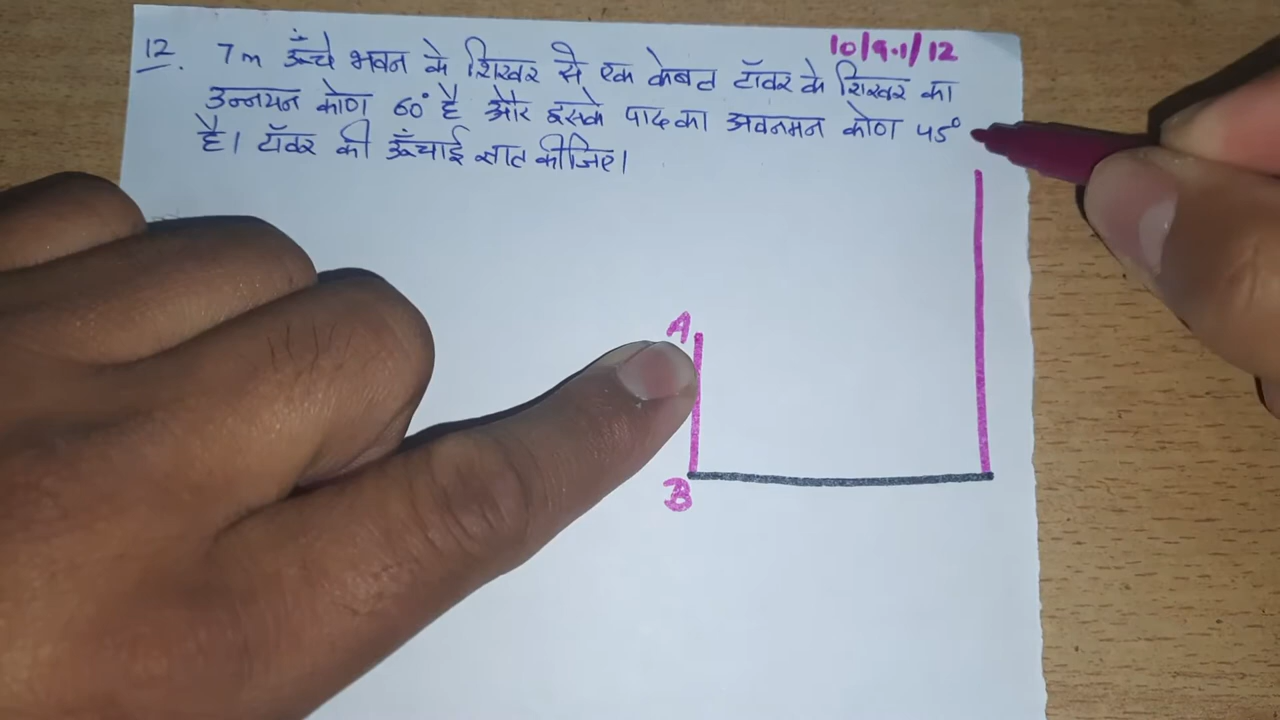 10/9.1/12
12. 7m ऊँचे भवन के शिखर से एक केबल टॉवर के शिखर का
उन्नयन कोण 60° है और इसके पाद का अवनमन कोण 45°
है। टॉवर की ऊँचाई ज्ञात कीजिए।
A
B